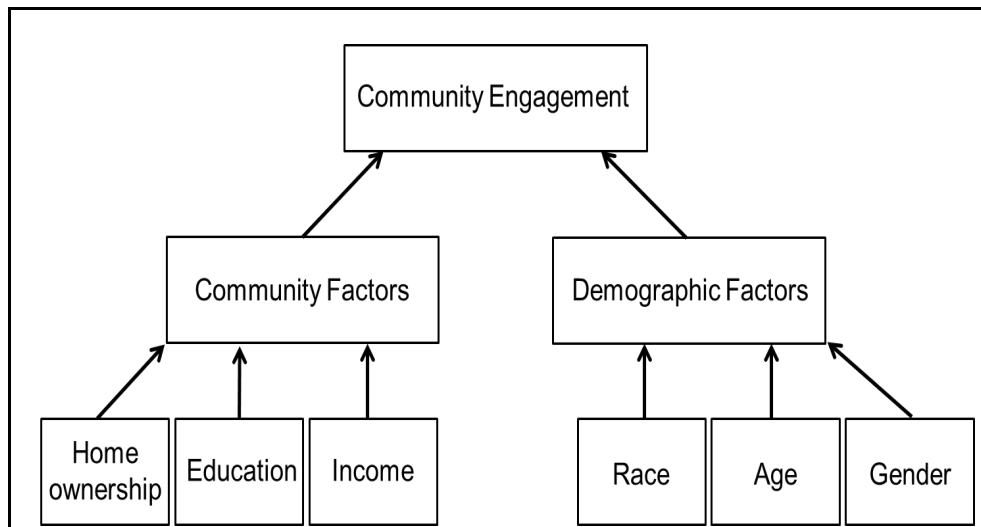 Community Engagement
Community Factors
Demographic Factors
Home
ownership
Education
Income
Race
Age
Gender